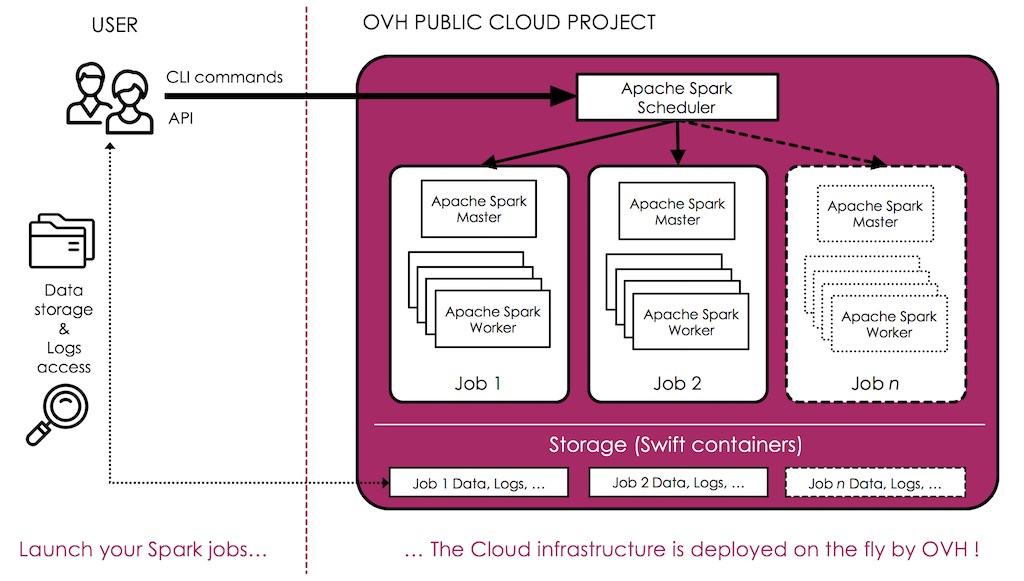 USER
OVH PUBLIC CLOUD PROJECT
CLI commands
API
Apache Spark
Scheduler
Apache Spark
Master
Apache Spark
Worker
Job 1
Apache Spark
Master
Apache Spark
Worker
Job 2
Apache Spark
Master
Apache Spark
Worker
Job n
Data
storage
&
Logs
access
Storage (Swift containers)
Job 1 Data, Logs, …
Job 2 Data, Logs, …
Job n Data, Logs, …
Launch your Spark jobs…
… The Cloud infrastructure is deployed on the fly by OVH !